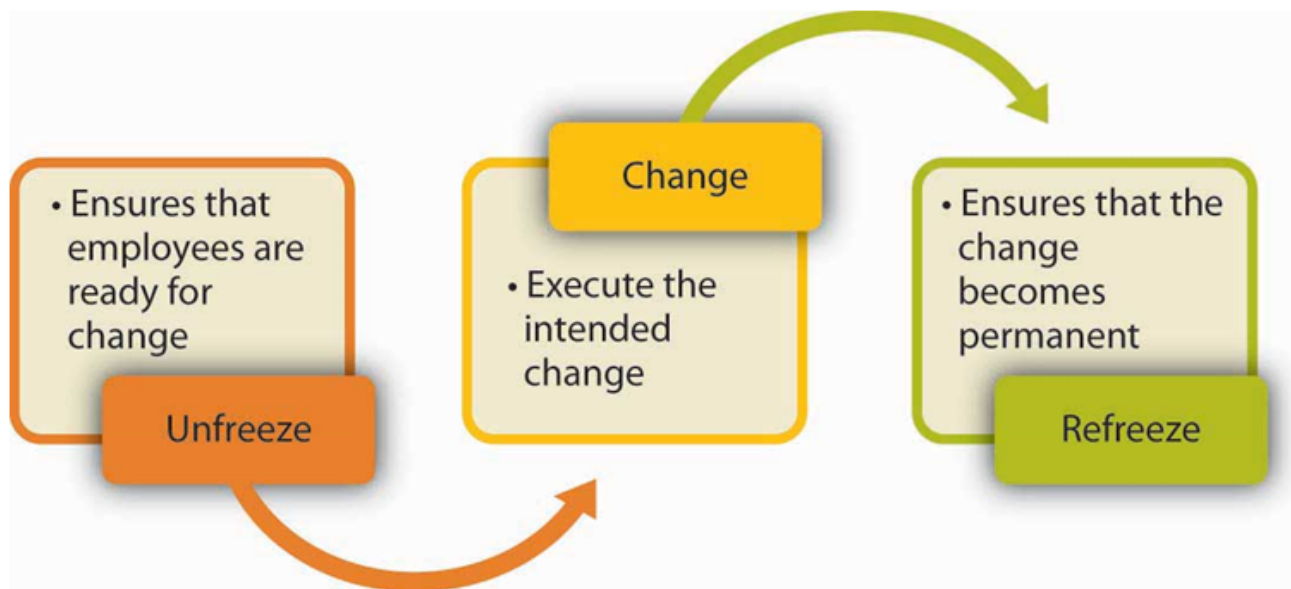 • Ensures that
employees are
ready for
change
Unfreeze
Change
• Execute the
intended
change
• Ensures that the
change
becomes
permanent
Refreeze